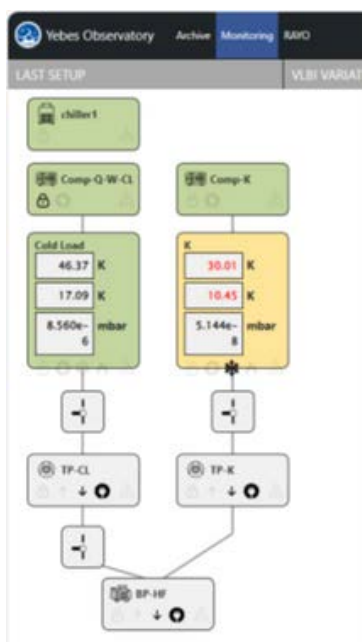 Yebes Observatory Archive Monitoring RAYO
LAST SETUP VLBI VARIAT
chiller1
Comp-Q-W-CL Comp-K
Cold Load K
46.37 K 30.01 K
17.09 K 10.45 K
8.560e- mbar 5.144e- mbar
6 8
TP-CL TP-K
BP-HF